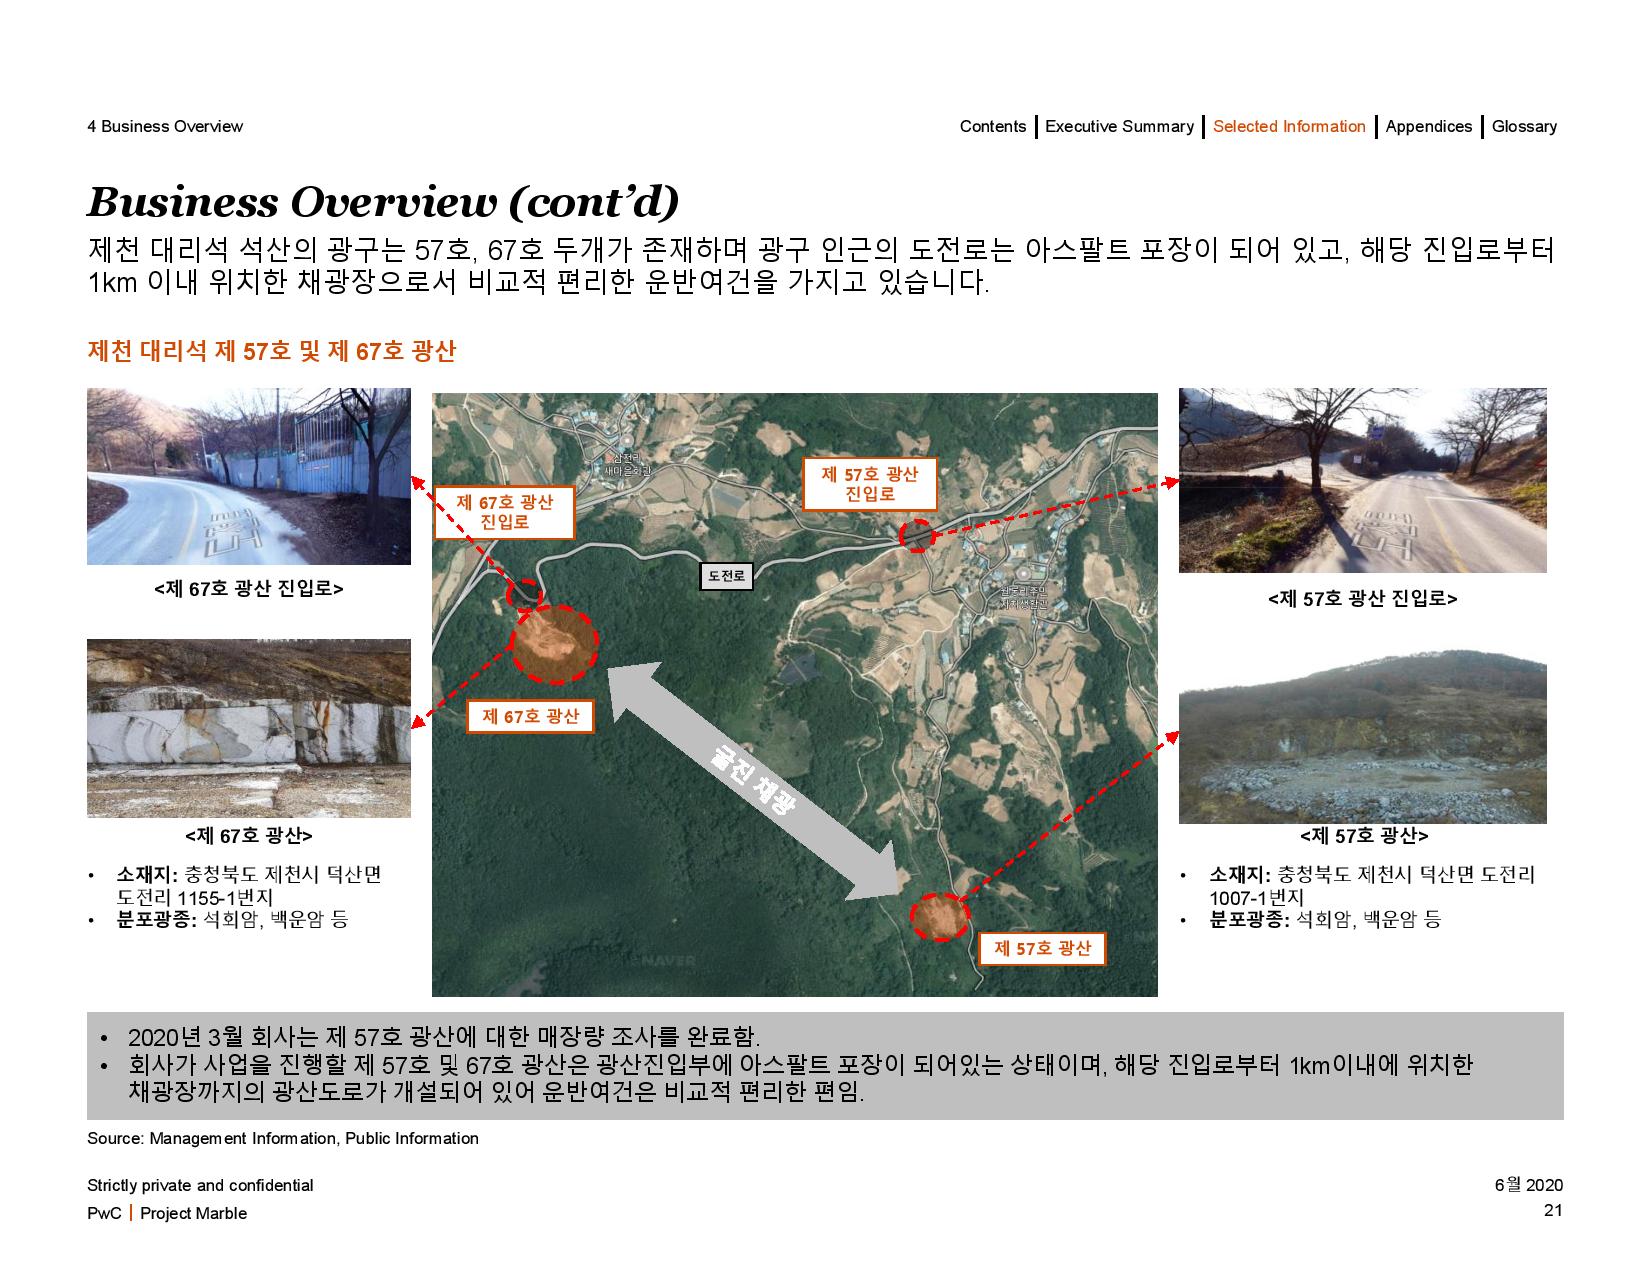 4 Business Overview
Contents | Executive Summary | Selected Information | Appendices | Glossary
Business Overview (cont’d)
제천 대리석 석산의 광구는 57호, 67호 두개가 존재하며 광구 인근의 도전로는 아스팔트 포장이 되어 있고, 해당 진입로부터
1km 이내 위치한 채광장으로서 비교적 편리한 운반여건을 가지고 있습니다.
제천 대리석 제 57호 및 제 67호 광산
삼전리
새마을회관
제 67호 광산
진입로
제 57호 광산
진입로
도전로
제 67호 광산
굴진 채광
제 57호 광산
NAVER
<제 67호 광산 진입로>
<제 67호 광산>
• 소재지: 충청북도 제천시 덕산면
도전리 1155-1번지
• 분포광종: 석회암, 백운암 등
<제 57호 광산 진입로>
<제 57호 광산>
• 소재지: 충청북도 제천시 덕산면 도전리
1007-1번지
• 분포광종: 석회암, 백운암 등
• 2020년 3월 회사는 제 57호 광산에 대한 매장량 조사를 완료함.
• 회사가 사업을 진행할 제 57호 및 67호 광산은 광산진입부에 아스팔트 포장이 되어있는 상태이며, 해당 진입로부터 1km이내에 위치한
채광장까지의 광산도로가 개설되어 있어 운반여건은 비교적 편리한 편임.
Source: Management Information, Public Information
Strictly private and confidential
PwC | Project Marble
6월 2020
21